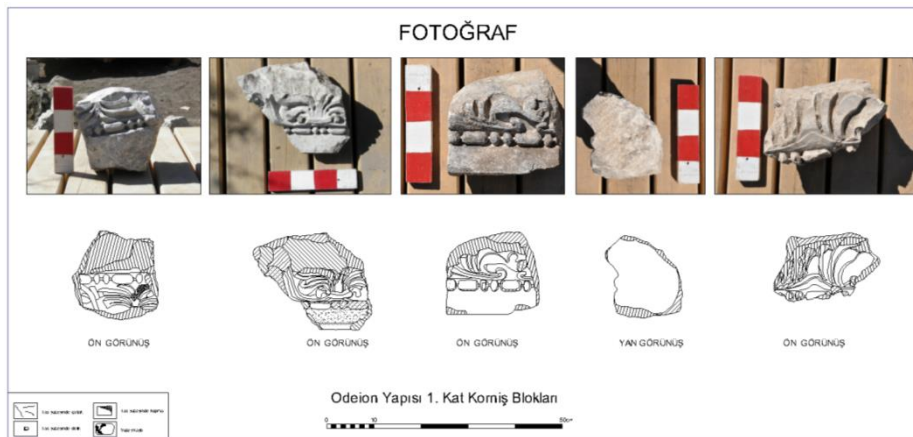 FOTOĞRAF
ÖN GÖRÜNÜŞ
ÖN GÖRÜNÜŞ
ÖN GÖRÜNÜŞ
YAN GÖRÜNÜŞ
ÖN GÖRÜNÜŞ
Odeion Yapısı 1. Kat Korniş Blokları
0 10 50cm